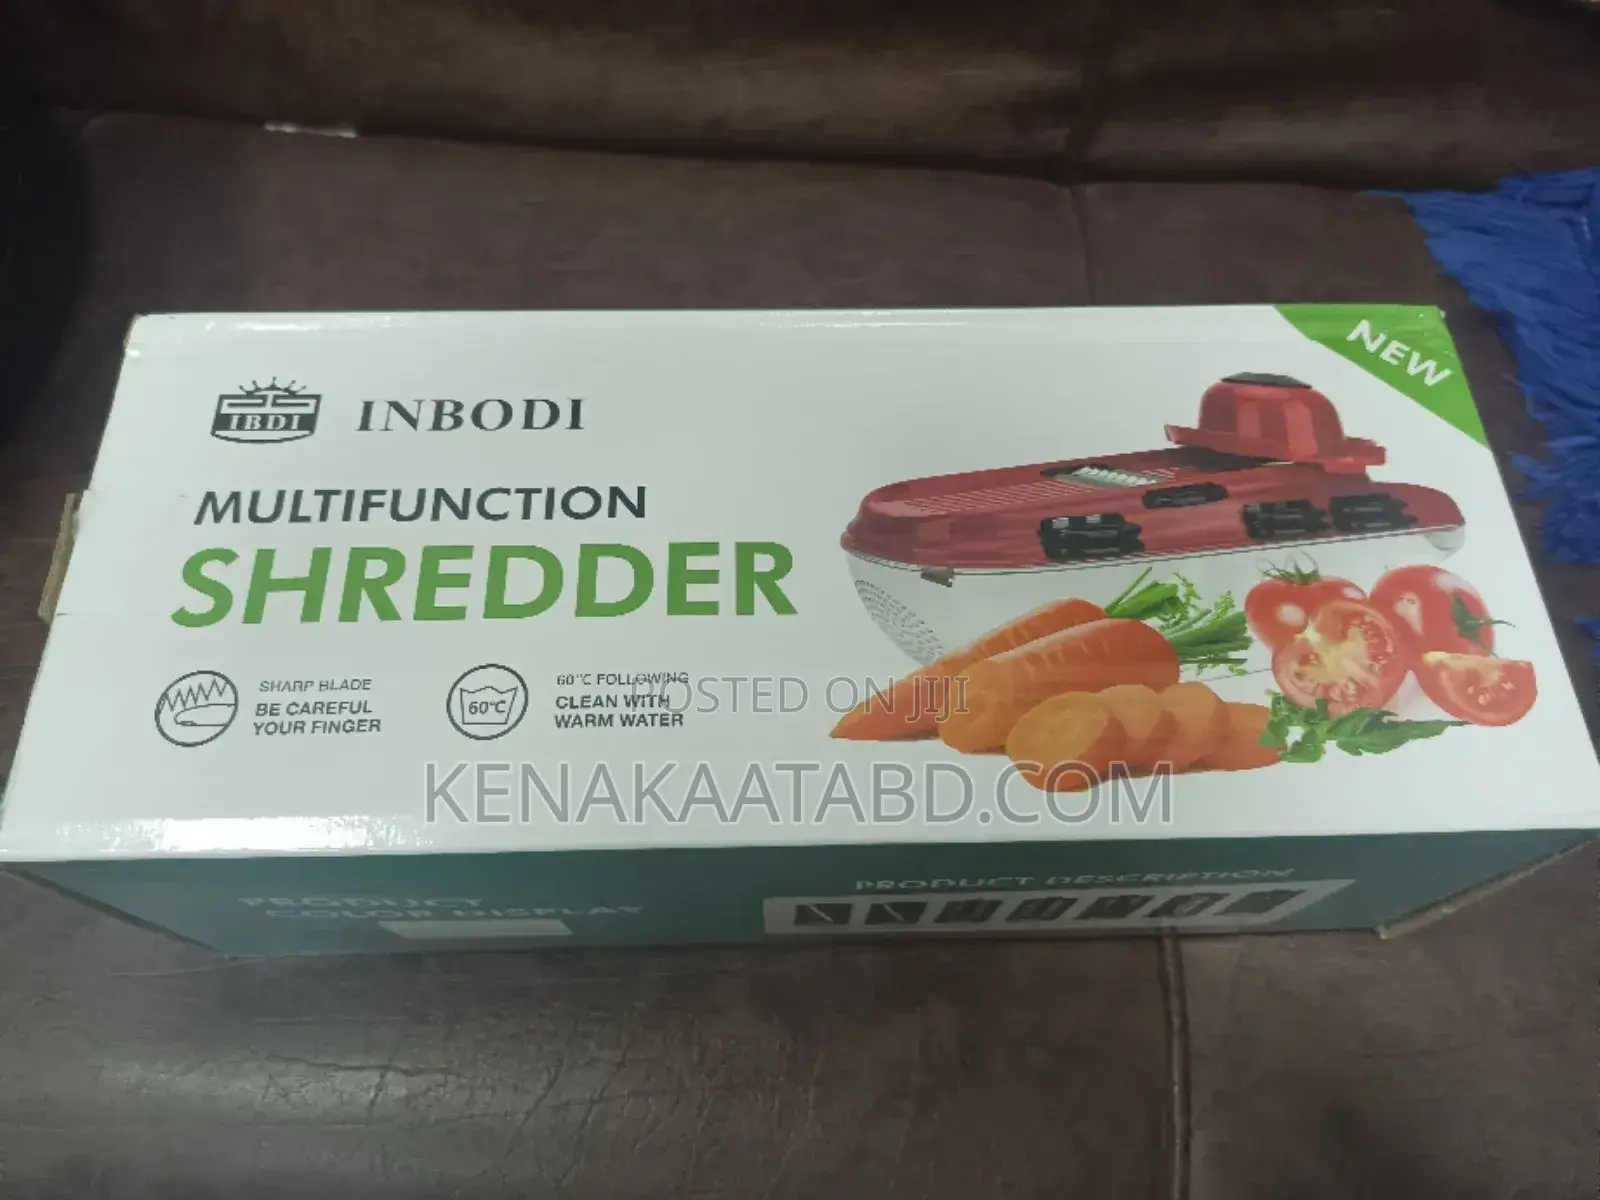 NEW
IBDI
INBODI
MULTIFUNCTION
SHREDDER
SHARP BLADE
BE CAREFUL
YOUR FINGER
60°C
60°C FOLLOWING
CLEAN WITH
WARM WATER
POSTED ON JIJI
KENAKAATABD.COM
PRODUCT
COLOR DISPLAY
PRODUCT DESCRIPTION